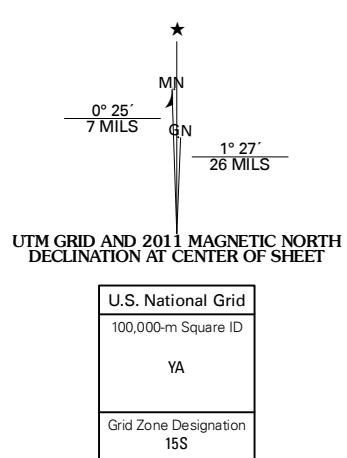 ★
MN
0° 25´
7 MILS
GN
1° 27´
26 MILS
UTM GRID AND 2011 MAGNETIC NORTH
DECLINATION AT CENTER OF SHEET
U.S. National Grid
100,000-m Square ID
YA
Grid Zone Designation
15S